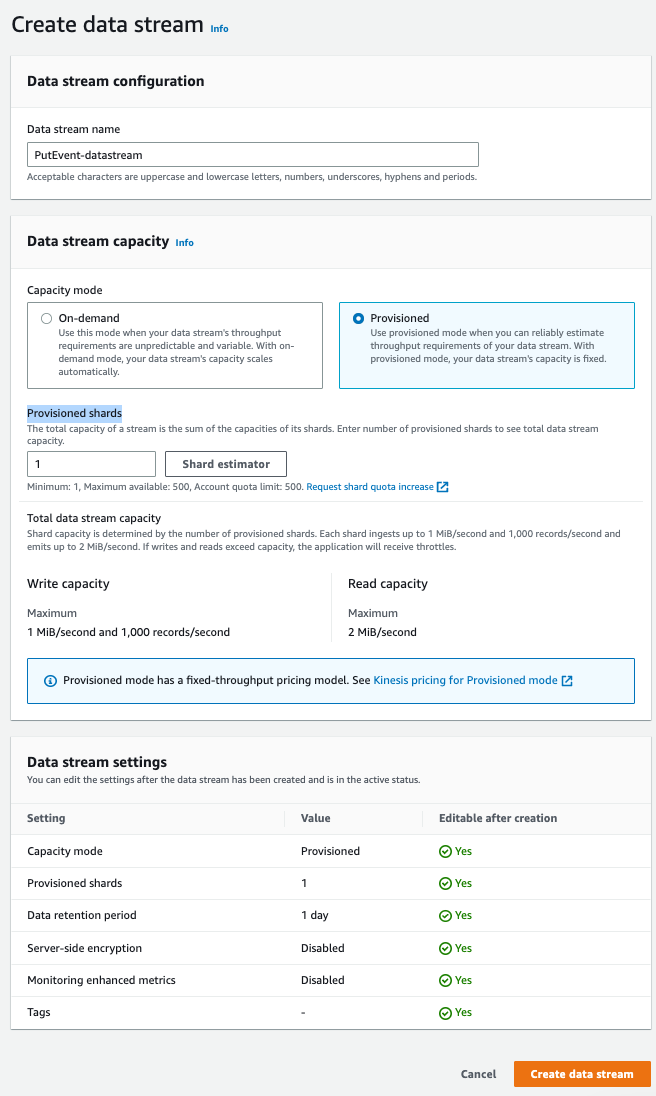 Create data stream Info
Data stream configuration
Data stream name
PutEvent-datastream
Acceptable characters are uppercase and lowercase letters, numbers, underscores, hyphens and periods.
Data stream capacity Info
Capacity mode
On-demand
Use this mode when your data stream's throughput
requirements are unpredictable and variable. With on-
demand mode, your data stream's capacity scales
automatically.
Provisioned
Use provisioned mode when you can reliably estimate
throughput requirements of your data stream. With
provisioned mode, your data stream's capacity is fixed.
Provisioned shards
The total capacity of a stream is the sum of the capacities of its shards. Enter number of provisioned shards to see total data stream
capacity.
1 Shard estimator
Minimum: 1, Maximum available: 500, Account quota limit: 500. Request shard quota increase
Total data stream capacity
Shard capacity is determined by the number of provisioned shards. Each shard ingests up to 1 MiB/second and 1,000 records/second and
emits up to 2 MiB/second. If writes and reads exceed capacity, the application will receive throttles.
Write capacity
Maximum
1 MiB/second and 1,000 records/second
Read capacity
Maximum
2 MiB/second
Provisioned mode has a fixed-throughput pricing model. See Kinesis pricing for Provisioned mode
Data stream settings
You can edit the settings after the data stream has been created and is in the active status.
Setting Value Editable after creation
Capacity mode Provisioned Yes
Provisioned shards 1 Yes
Data retention period 1 day Yes
Server-side encryption Disabled Yes
Monitoring enhanced metrics Disabled Yes
Tags - Yes
Cancel Create data stream